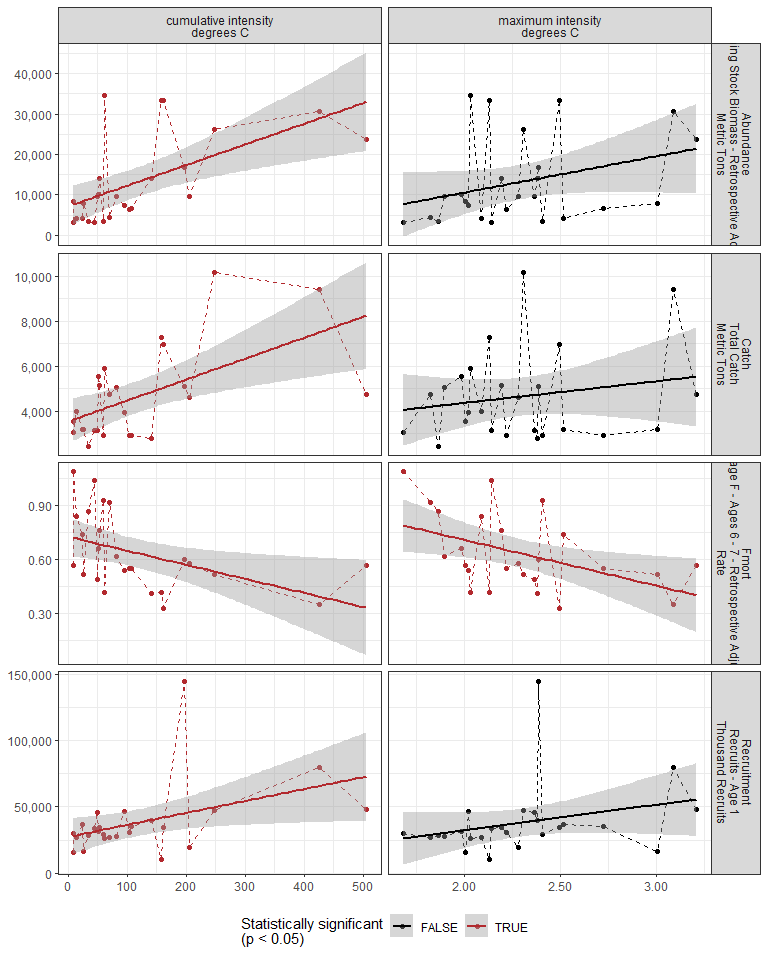 cumulative intensity
degrees C
maximum intensity
degrees C
40,000
30,000
20,000
10,000
0
Abundance
Stock Biomass - Retrospective
Metric Tons
10,000
8,000
6,000
4,000
Catch
Total Catch
Metric Tons
0.90
0.60
0.30
Fmort
F - Ages 6 - 7 - Retrospective
Rate
150,000
100,000
50,000
0
Recruitment
Recruits - Age 1
Thousand Recruits
0 100 200 300 400 500
2.00 2.50 3.00
Statistically significant
(p < 0.05)
FALSE TRUE